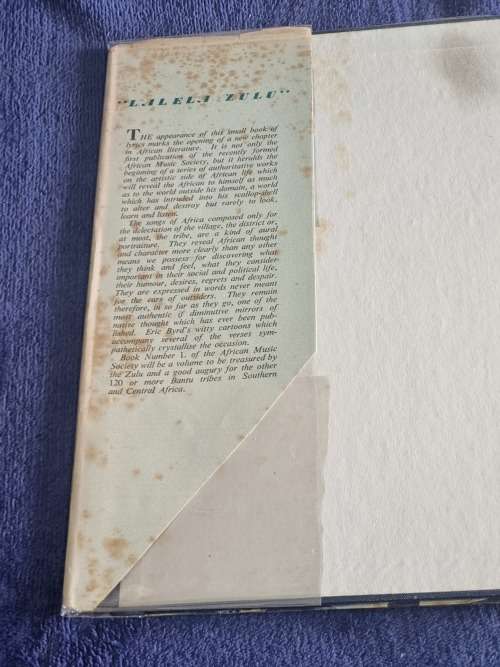 "LALELA ZULU"
THE appearance of this small book of
lyrics marks the opening of a new chapter
in African literature. It is not only the
first publication of the recently formed
African Music Society, but it heralds the
beginning of a series of authoritative works
on the artistic side of African life which
will reveal the African to himself as much
as to the world outside his domain, a world
which has intruded into his scallop-shell
to alter and destroy but rarely to look,
learn and listen.
The songs of Africa composed only for
the delectation of the village, the district or,
at most, the tribe, are a kind of aural
portraiture. They reveal African thought
and character more clearly than any other
means we possess for discovering what
they think and feel, what they consider
important in their social and political life,
their humour, desires, regrets and despair.
They are expressed in words never meant
for the ears of outsiders. They remain
therefore, in so far as they go, one of the
most authentic if diminutive mirrors of
native thought which has ever been pub-
lished. Eric Byrd's witty cartoons which
accompany several of the verses sym-
pathetically crystallise the occasion.
Book Number 1. of the African Music
Society will be a volume to be treasured by
the Zulu and a good augury for the other
120 or more Bantu tribes in Southern
and Central Africa.